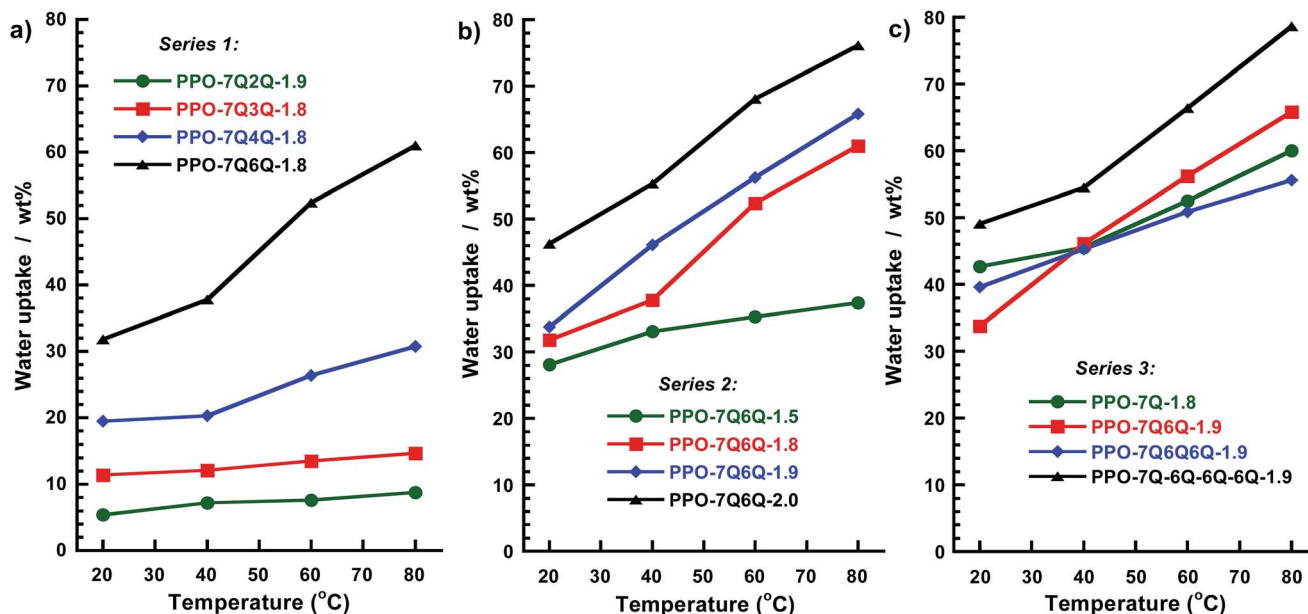 a)
Series 1:
PPO-7Q2Q-1.9
PPO-7Q3Q-1.8
PPO-7Q4Q-1.8
PPO-7Q6Q-1.8
Water uptake / wt%
80
70
60
50
40
30
20
10
0
20 30 40 50 60 70 80
Temperature (°C)
b)
Series 2:
PPO-7Q6Q-1.5
PPO-7Q6Q-1.8
PPO-7Q6Q-1.9
PPO-7Q6Q-2.0
Water uptake / wt%
80
70
60
50
40
30
20
10
0
20 30 40 50 60 70 80
Temperature (°C)
c)
Series 3:
PPO-7Q-1.8
PPO-7Q6Q-1.9
PPO-7Q6Q6Q-1.9
PPO-7Q-6Q-6Q-6Q-1.9
Water uptake / wt%
80
70
60
50
40
30
20
10
0
20 30 40 50 60 70 80
Temperature (°C)